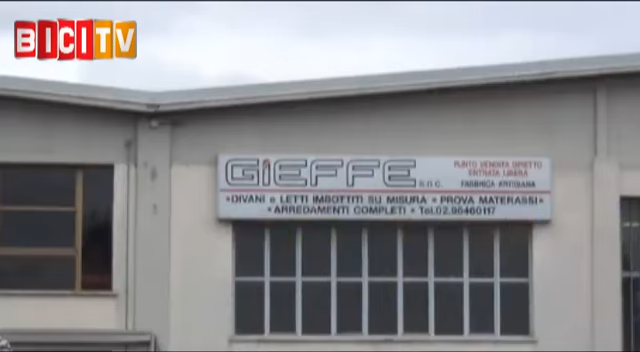 BICITV
GiEFFE s.n.c.
PUNTO VENDITA DIRETTO
ENTRATA LIBERA
FABBRICA ARTIGIANA
•DIVANI e LETTI IMBOTTITI SU MISURA • PROVA MATERASSI•
•ARREDAMENTI COMPLETI • Tel.02.96460117